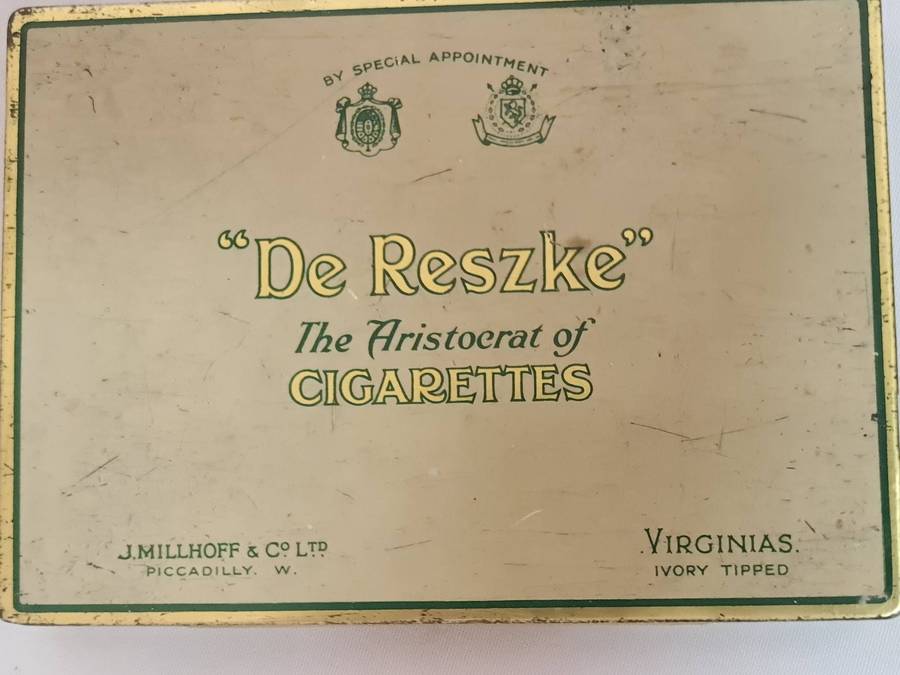 BY SPECIAL APPOINTMENT
“De Reszke”
The Aristocrat of
CIGARETTES
J. MILLHOFF & Cº LTD
PICCADILLY. W.
.VIRGINIAS.
IVORY TIPPED